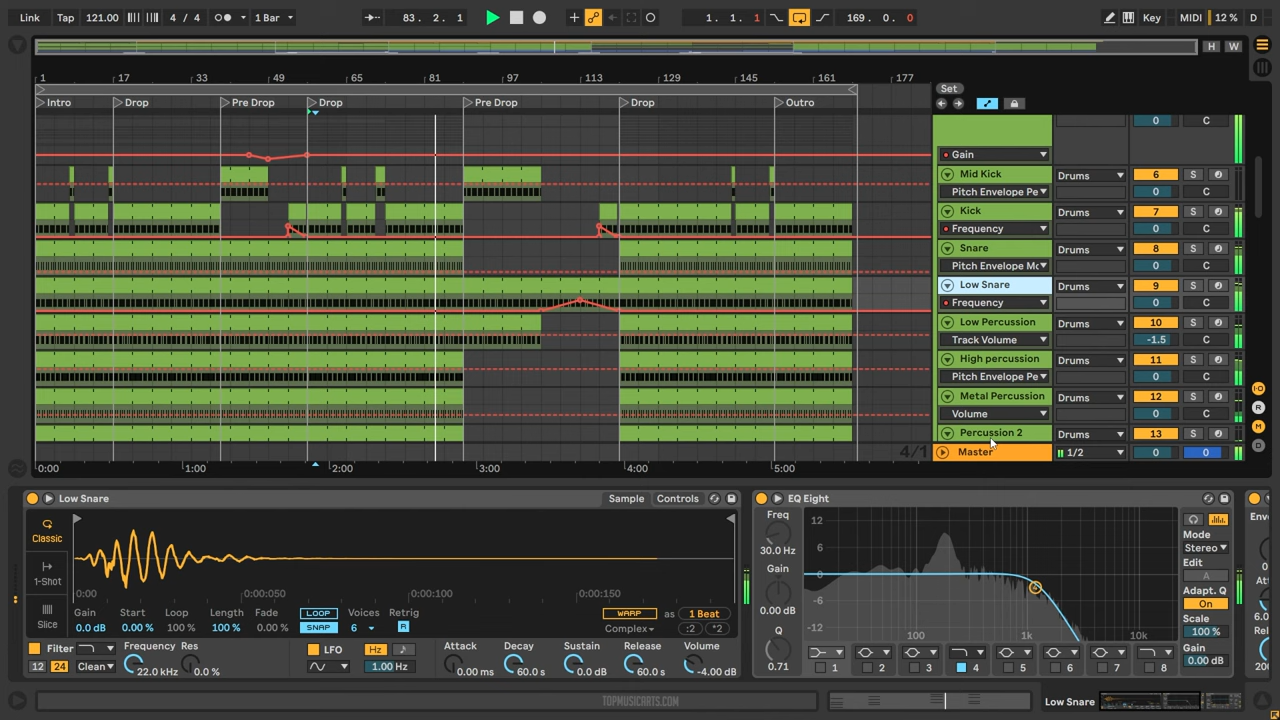 Link Tap 121.00 4 / 4 1 Bar 83. 2. 1 1. 1. 1 169. 0. 0 Key MIDI 12 % D
H W
1 17 33 49 65 81 97 113 129 145 161 177
Set
Intro Drop Pre Drop Drop Pre Drop Drop Outro
0 C
Gain
Mid Kick Drums 6 S
Pitch Envelope Pe 0 C
Kick Drums 7 S
Frequency 0 C
Snare Drums 8 S
Pitch Envelope Mo 0 C
Low Snare Drums 9 S
Frequency 0 C
Low Percussion Drums 10 S
Track Volume -1.5 C
High percussion Drums 11 S
Pitch Envelope Pe 0 C
Metal Percussion Drums 12 S
Volume 0 C
Percussion 2 Drums 13 S
4/1 Master 1/2 0 0
0:00 1:00 2:00 3:00 4:00 5:00
I·O
R
M
D
Low Snare Sample Controls
Classic
1-Shot
Slice
0:00 0:00:050 0:00:100 0:00:150
Gain Start Loop Length Fade LOOP Voices Retrig WARP as 1 Beat
0.0 dB 0.00 % 100 % 100 % 0.00 % SNAP 6 R Complex :2 *2
Filter Frequency Res LFO Hz Attack Decay Sustain Release Volume
12 24 Clean 22.0 kHz 0.0 % 1.00 Hz 0.00 ms 60.0 s 0.0 dB 60.0 s -4.00 dB
EQ Eight
Freq
30.0 Hz
Gain
0.00 dB
Q
0.71
12
6
0
-6
-12
100 1k 10k
1 2 3 4 5 6 7 8
Mode
Stereo
Edit
A
Adapt. Q
On
Scale
100 %
Gain
0.00 dB
TOPMUSICARTS.COM
Low Snare